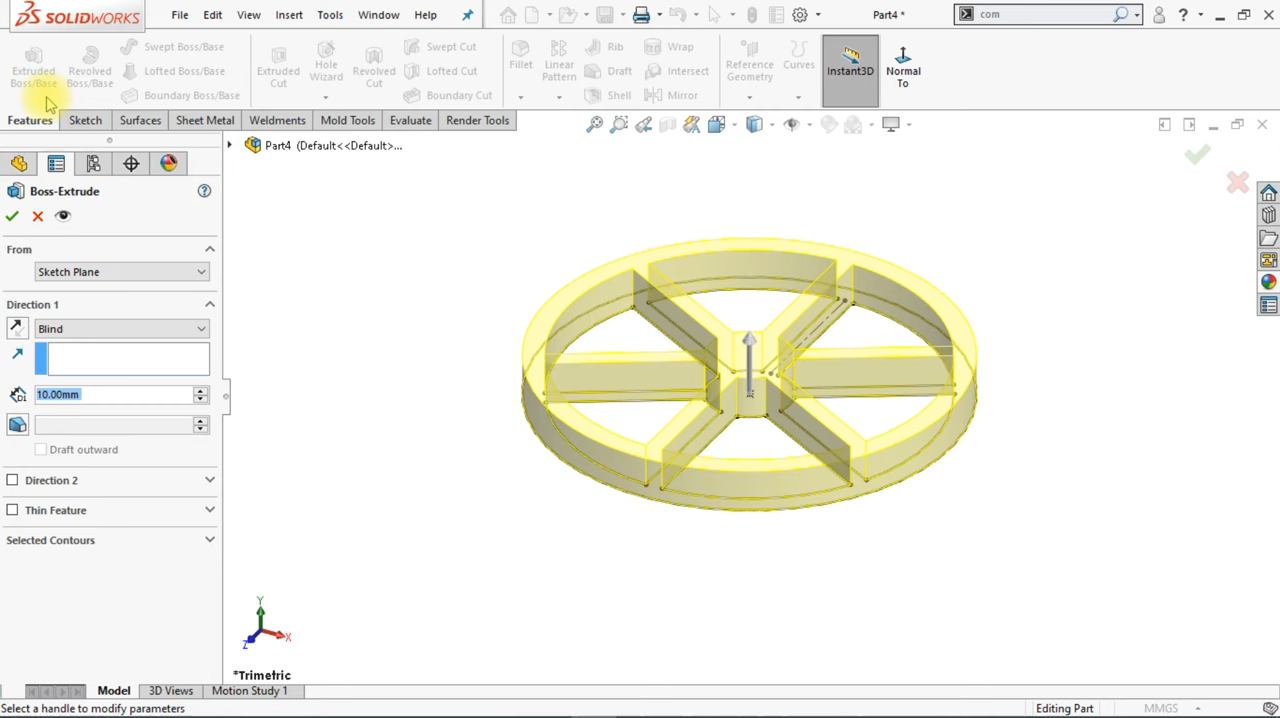 SOLIDWORKS
File Edit View Insert Tools Window Help
Part4 *
com
?
Extruded Boss/Base
Revolved Boss/Base
Swept Boss/Base
Lofted Boss/Base
Boundary Boss/Base
Extruded Cut
Hole Wizard
Revolved Cut
Swept Cut
Lofted Cut
Boundary Cut
Fillet
Linear Pattern
Rib
Draft
Shell
Wrap
Intersect
Mirror
Reference Geometry
Curves
Instant3D
Normal To
Features Sketch Surfaces Sheet Metal Weldments Mold Tools Evaluate Render Tools
Part4 (Default<<Default>...
Boss-Extrude
?
From
Sketch Plane
Direction 1
Blind
D1
10.00mm
Draft outward
Direction 2
Thin Feature
Selected Contours
Y
X
Z
*Trimetric
Model 3D Views Motion Study 1
Select a handle to modify parameters
Editing Part
MMGS